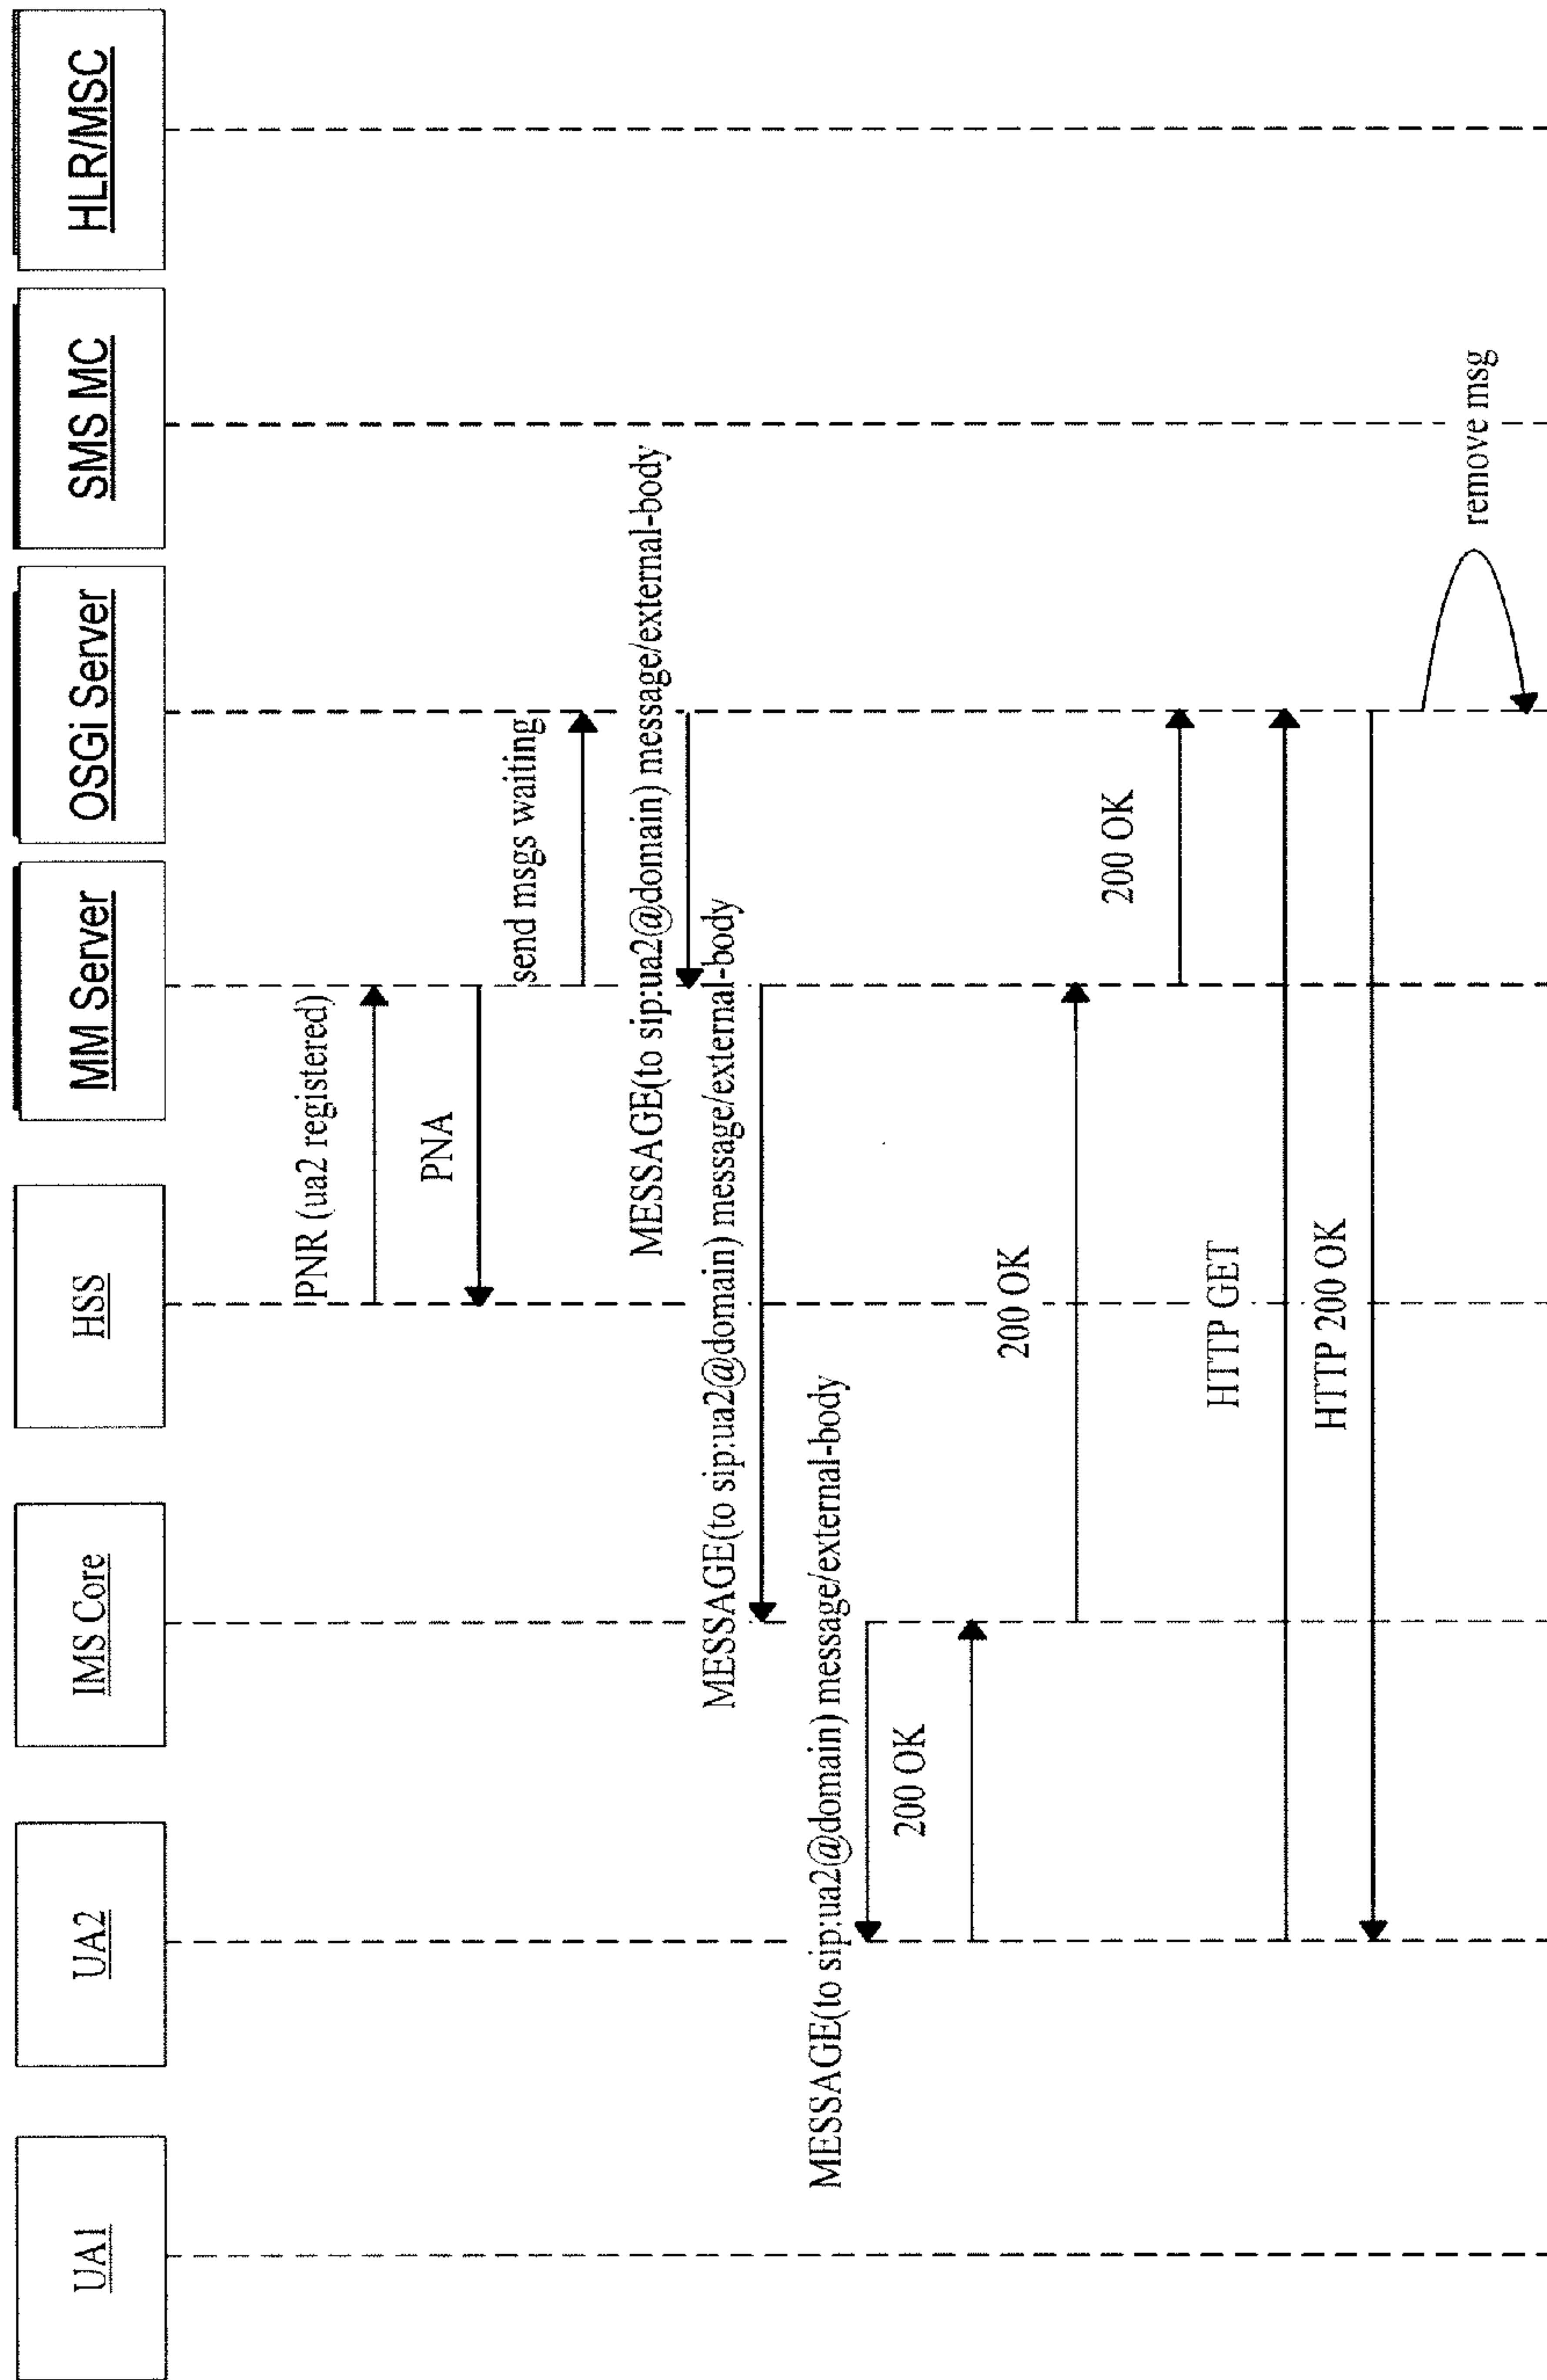 UA1
UA2
IMS Core
HSS
MM Server
OSGi Server
SMS MC
HLR/MSC
PNR (ua2 registered)
PNA
send msgs waiting
MESSAGE(to sip:ua2@domain) message/external-body
MESSAGE(to sip:ua2@domain) message/external-body
MESSAGE(to sip:ua2@domain) message/external-body
200 OK
200 OK
200 OK
HTTP GET
HTTP 200 OK
remove msg